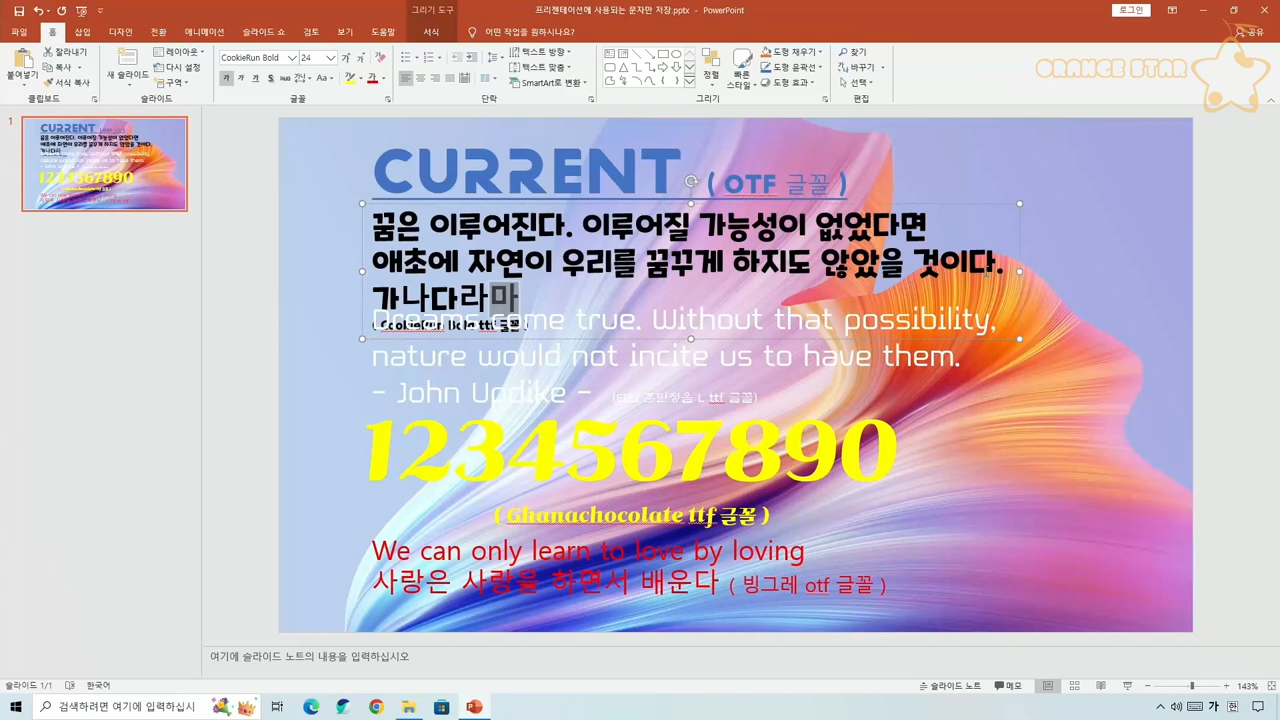 그리기 도구
프리젠테이션에 사용되는 문자만 저장.pptx - PowerPoint
로그인
파일 홈 삽입 디자인 전환 애니메이션 슬라이드 쇼 검토 보기 도움말 서식 어떤 작업을 원하시나요? 공유
ORANGE STAR
붙여넣기
잘라내기
복사
서식 복사
클립보드
새 슬라이드
레이아웃
다시 설정
구역
슬라이드
CookieRun Bold 24
글꼴
텍스트 방향
텍스트 맞춤
SmartArt로 변환
단락
정렬
빠른 스타일
도형 채우기
도형 윤곽선
도형 효과
그리기
찾기
바꾸기
선택
편집
1
CURRENT ( OTF 글꼴 )
꿈은 이루어진다. 이루어질 가능성이 없었다면
애초에 자연이 우리를 꿈꾸게 하지도 않았을 것이다.
가나다라마
( CookieRun Bold ttf 글꼴 )
Dreams come true. Without that possibility,
nature would not incite us to have them.
- John Updike -
1234567890
( Ghanachocolate ttf 글꼴 )
We can only learn to love by loving
사랑은 사랑을 하면서 배운다 ( 빙그레 otf 글꼴 )
여기에 슬라이드 노트의 내용을 입력하십시오
슬라이드 1/1 한국어 슬라이드 노트 메모 143%
검색하려면 여기에 입력하십시
가